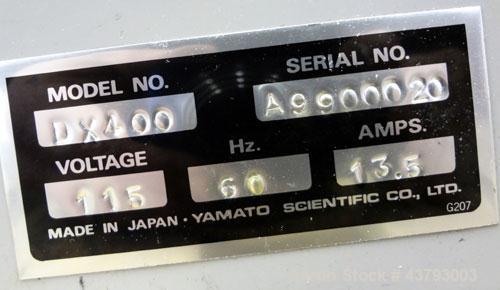 MODEL NO. SERIAL NO.
DX400 A9900020
VOLTAGE Hz. AMPS.
115 60 13.5
MADE IN JAPAN · YAMATO SCIENTIFIC CO., LTD.
G207
Stock # 43793003